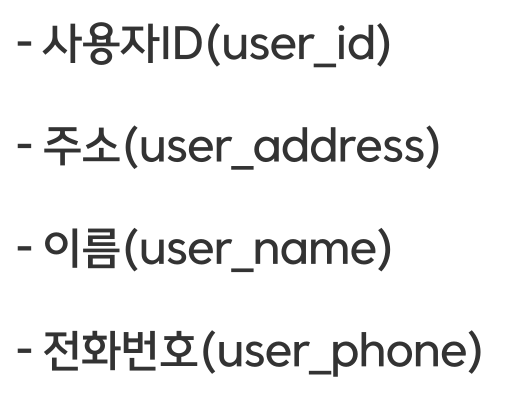 - 사용자ID(user_id)
- 주소(user_address)
- 이름(user_name)
- 전화번호(user_phone)